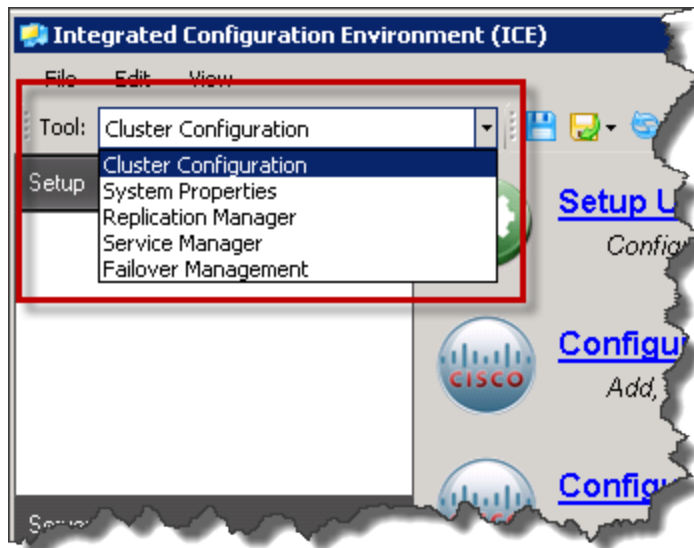 Integrated Configuration Environment (ICE)
File Edit View
Tool: Cluster Configuration
Cluster Configuration
System Properties
Replication Manager
Service Manager
Failover Management
Setup
Setup U
Config
CISCO
Configu
Add,
Config